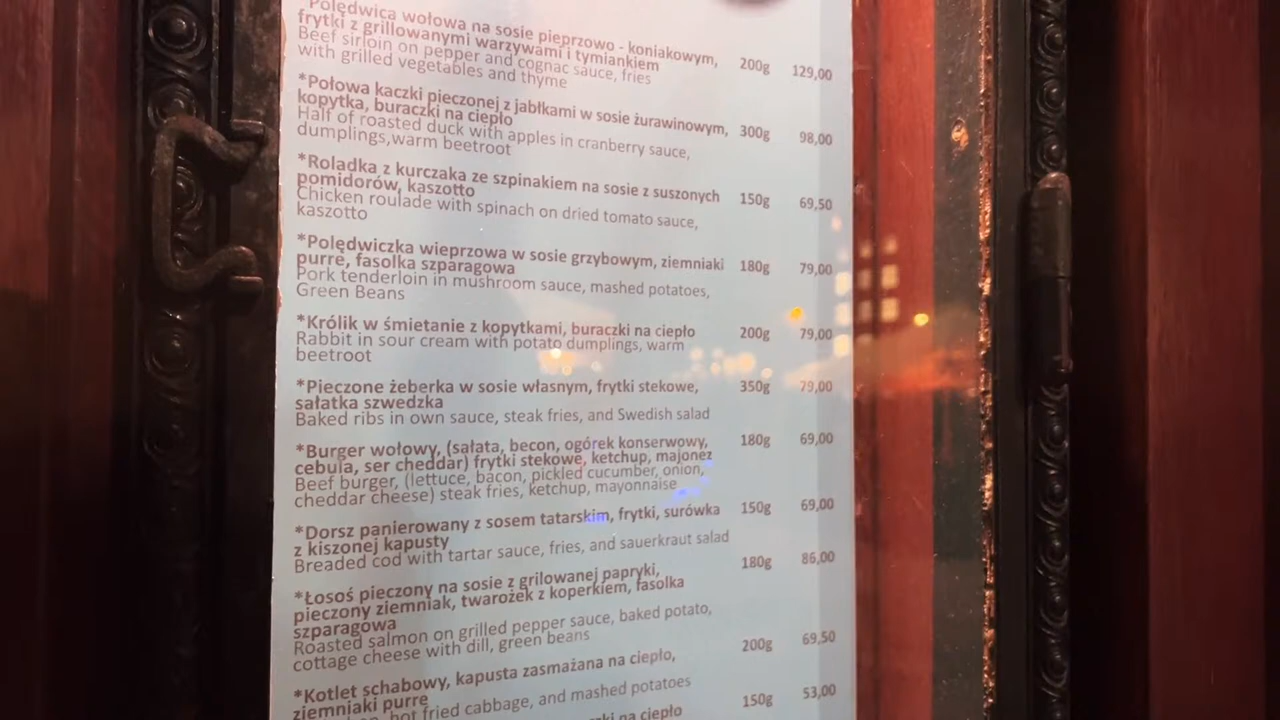 *Polędwica wołowa na sosie pieprzowo - koniakowym,
frytki z grillowanymi warzywami i tymiankiem 200g 129,00
Beef sirloin on pepper and cognac sauce, fries
with grilled vegetables and thyme
*Połowa kaczki pieczonej z jabłkami w sosie żurawinowym, 300g 98,00
kopytka, buraczki na ciepło
Half of roasted duck with apples in cranberry sauce,
dumplings,warm beetroot
*Roladka z kurczaka ze szpinakiem na sosie z suszonych 150g 69,50
pomidorów, kaszotto
Chicken roulade with spinach on dried tomato sauce,
kaszotto
*Polędwiczka wieprzowa w sosie grzybowym, ziemniaki 180g 79,00
purre, fasolka szparagowa
Pork tenderloin in mushroom sauce, mashed potatoes,
Green Beans
*Królik w śmietanie z kopytkami, buraczki na ciepło 200g 79,00
Rabbit in sour cream with potato dumplings, warm
beetroot
*Pieczone żeberka w sosie własnym, frytki stekowe, 350g 79,00
sałatka szwedzka
Baked ribs in own sauce, steak fries, and Swedish salad
*Burger wołowy, (sałata, becon, ogórek konserwowy, 180g 69,00
cebula, ser cheddar) frytki stekowe, ketchup, majonez
Beef burger, (lettuce, bacon, pickled cucumber, onion,
cheddar cheese) steak fries, ketchup, mayonnaise
*Dorsz panierowany z sosem tatarskim, frytki, surówka 150g 69,00
z kiszonej kapusty
Breaded cod with tartar sauce, fries, and sauerkraut salad
*Łosoś pieczony na sosie z grilowanej papryki, 180g 86,00
pieczony ziemniak, twarożek z koperkiem, fasolka
szparagowa
Roasted salmon on grilled pepper sauce, baked potato,
cottage cheese with dill, green beans
*Kotlet schabowy, kapusta zasmażana na ciepło, 200g 69,50
ziemniaki purre
hot fried cabbage, and mashed potatoes
na ciepło 150g 53,00